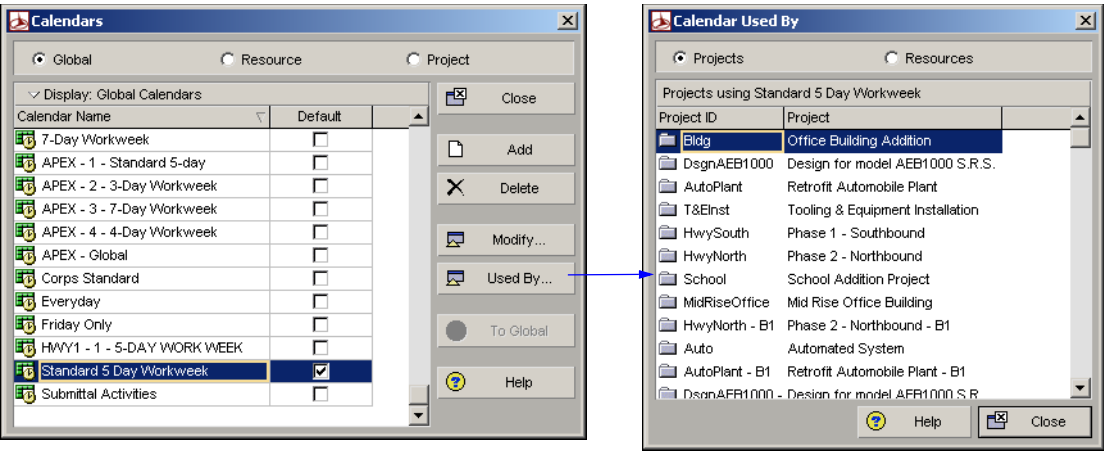 Calendars
Global Resource Project
Display: Global Calendars
Calendar Name Default
7-Day Workweek
APEX - 1 - Standard 5-day
APEX - 2 - 3-Day Workweek
APEX - 3 - 7-Day Workweek
APEX - 4 - 4-Day Workweek
APEX - Global
Corps Standard
Everyday
Friday Only
HWY1 - 1 - 5-DAY WORK WEEK
Standard 5 Day Workweek
Submittal Activities
Close
Add
Delete
Modify...
Used By...
To Global
Help
Calendar Used By
Projects Resources
Projects using Standard 5 Day Workweek
Project ID Project
Bldg Office Building Addition
DsgnAEB1000 Design for model AEB1000 S.R.S.
AutoPlant Retrofit Automobile Plant
T&EInst Tooling & Equipment Installation
HwySouth Phase 1 - Southbound
HwyNorth Phase 2 - Northbound
School School Addition Project
MidRiseOffice Mid Rise Office Building
HwyNorth - B1 Phase 2 - Northbound - B1
Auto Automated System
AutoPlant - B1 Retrofit Automobile Plant - B1
DsgnAEB1000 - Design for model AEB1000 S.R
Help Close